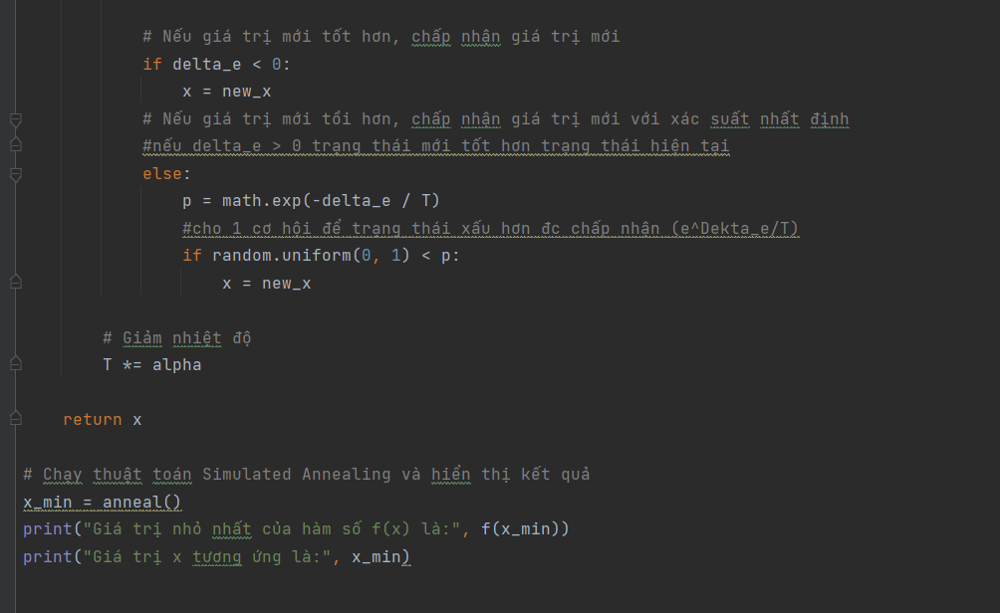 # Nếu giá trị mới tốt hơn, chấp nhận giá trị mới
if delta_e < 0:
x = new_x
# Nếu giá trị mới tồi hơn, chấp nhận giá trị mới với xác suất nhất định
#nếu delta_e > 0 trạng thái mới tốt hơn trạng thái hiện tại
else:
p = math.exp(-delta_e / T)
#cho 1 cơ hội để trạng thái xấu hơn đc chấp nhận (e^Dekta_e/T)
if random.uniform(0, 1) < p:
x = new_x
# Giảm nhiệt độ
T *= alpha
return x
# Chạy thuật toán Simulated Annealing và hiển thị kết quả
x_min = anneal()
print("Giá trị nhỏ nhất của hàm số f(x) là:", f(x_min))
print("Giá trị x tương ứng là:", x_min)